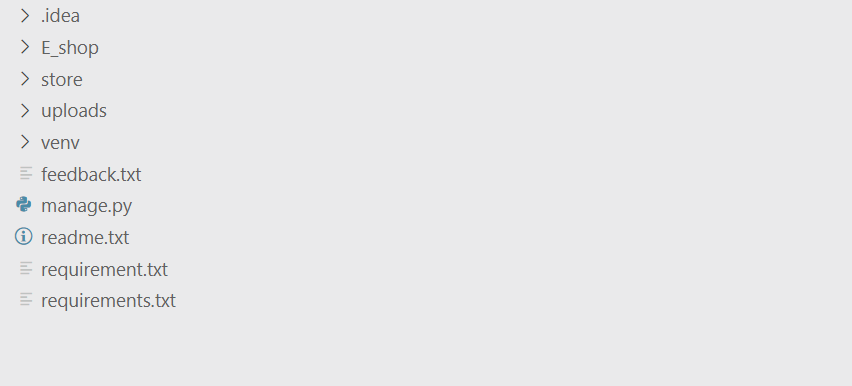 .idea
E_shop
store
uploads
venv
feedback.txt
manage.py
readme.txt
requirement.txt
requirements.txt